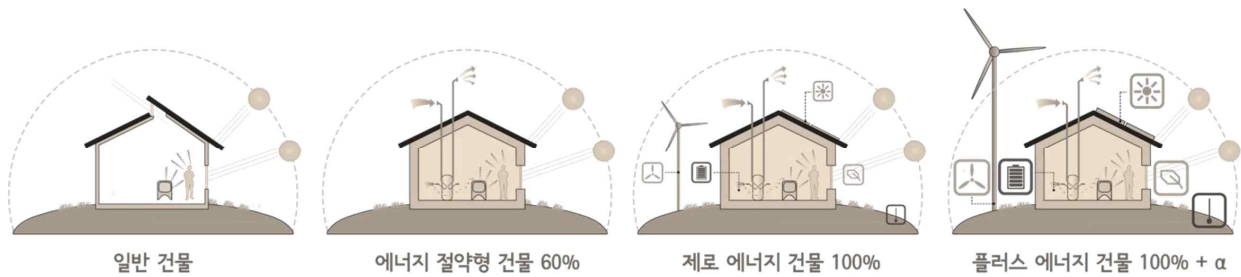 일반 건물
에너지 절약형 건물 60%
제로 에너지 건물 100%
플러스 에너지 건물 100% + α